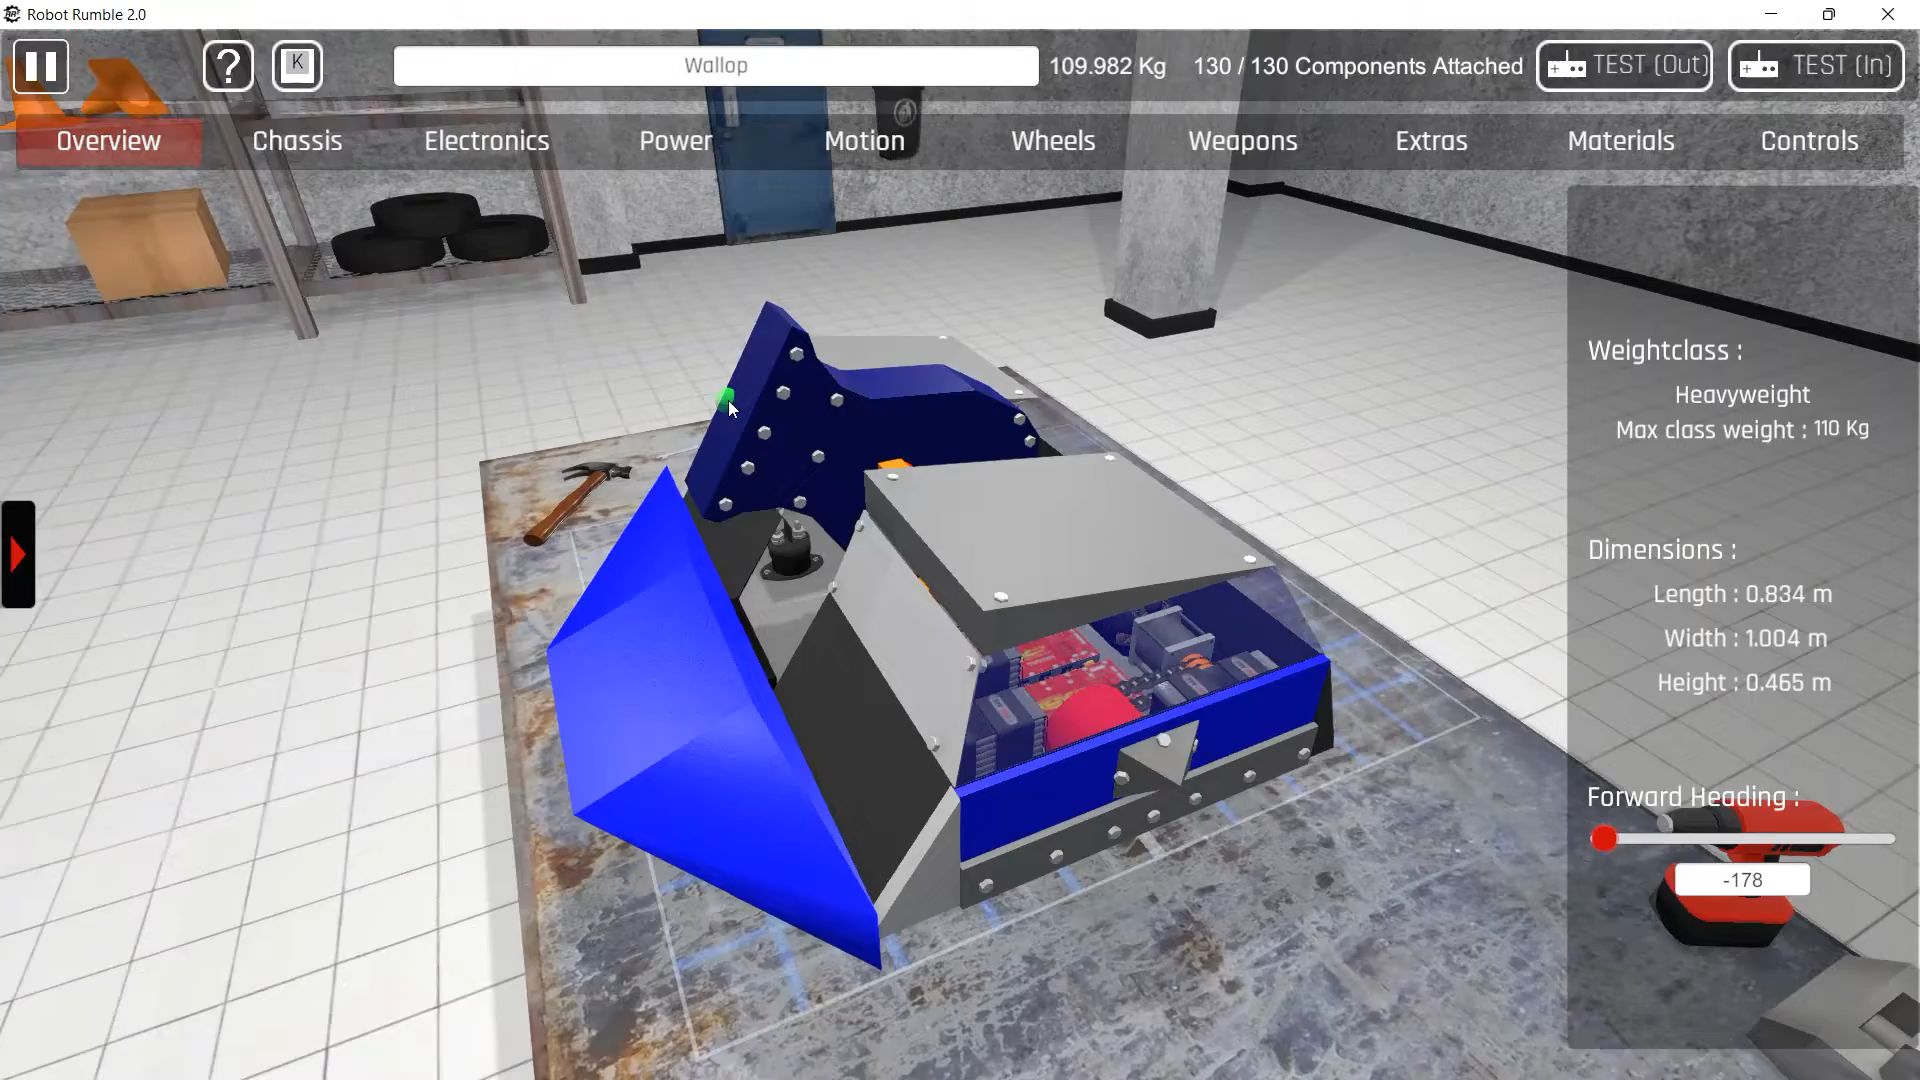 Robot Rumble 2.0
K
Wallop
109.982 Kg
130 / 130 Components Attached
TEST (Out)
TEST (In)
Overview
Chassis
Electronics
Power
Motion
Wheels
Weapons
Extras
Materials
Controls
Weightclass :
Heavyweight
Max class weight : 110 Kg
Dimensions :
Length : 0.834 m
Width : 1.004 m
Height : 0.465 m
Forward Heading :
-178